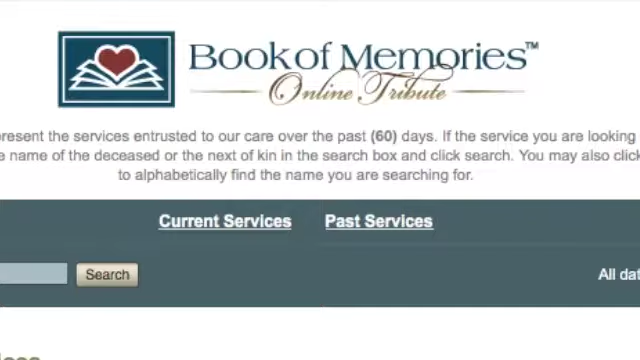 Book of Memories™
Online Tribute
present the services entrusted to our care over the past (60) days. If the service you are looking
name of the deceased or the next of kin in the search box and click search. You may also click
to alphabetically find the name you are searching for.
Current Services Past Services
Search All